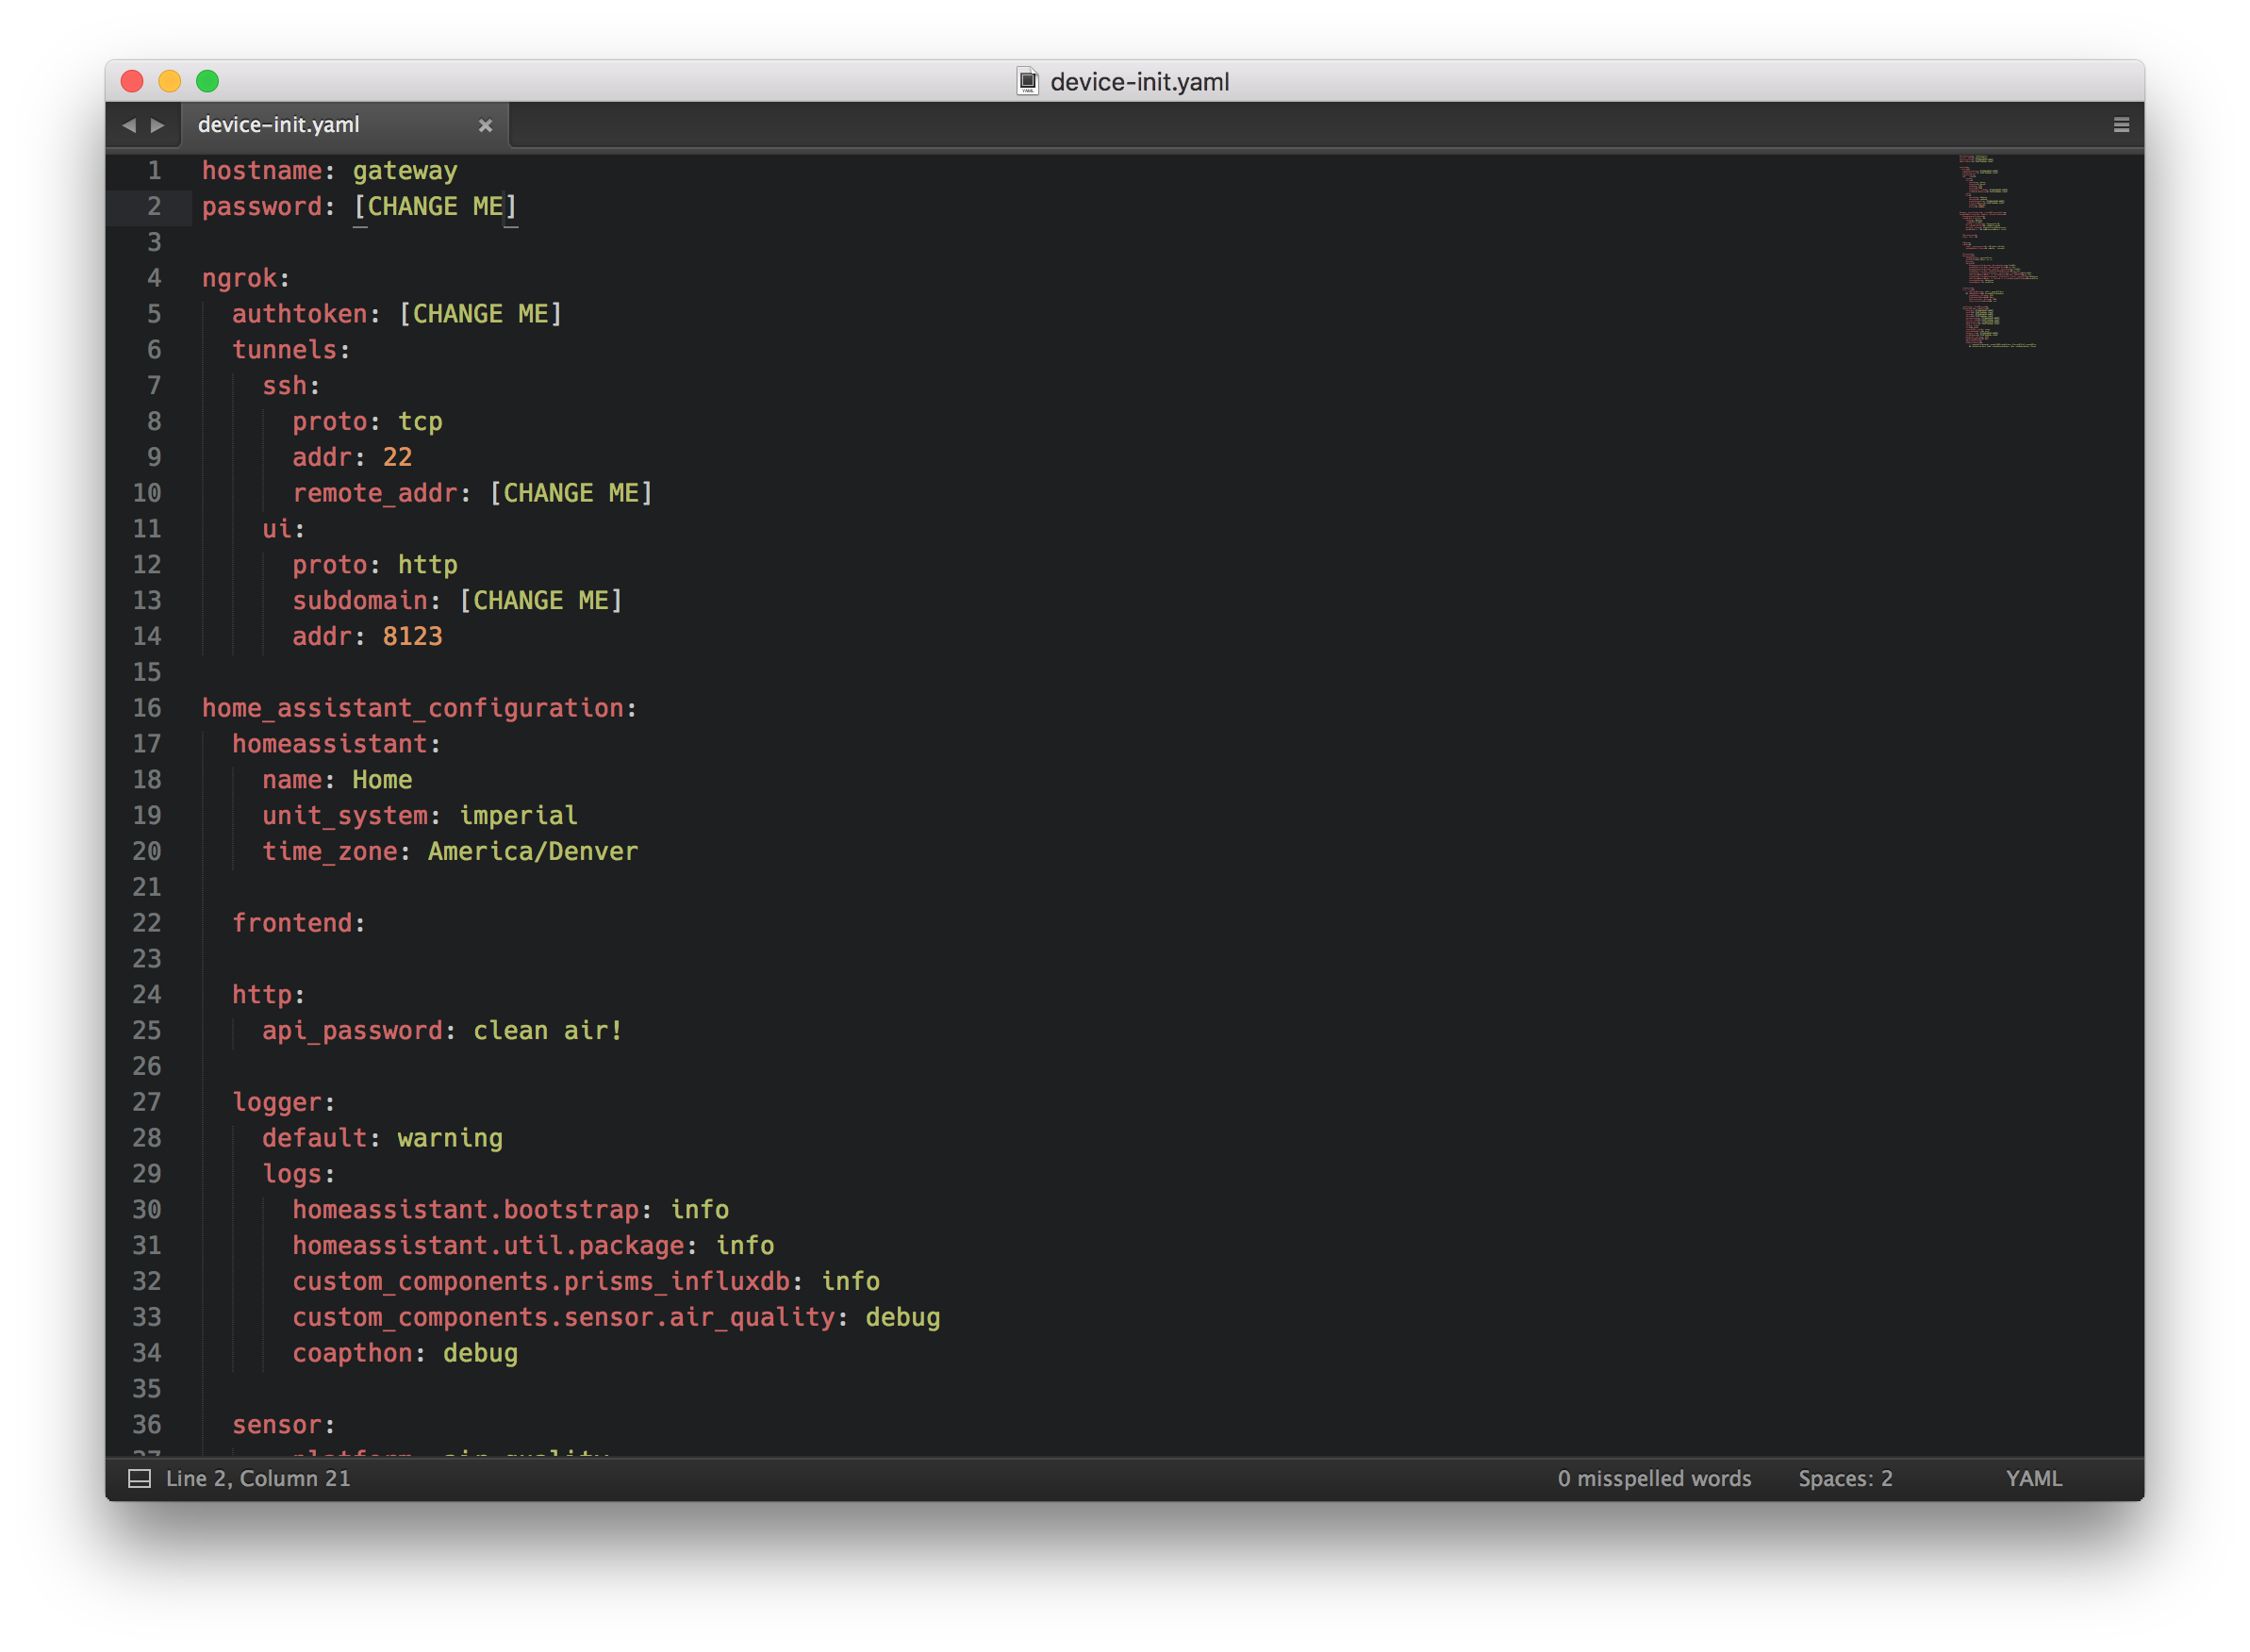 device-init.yaml
device-init.yaml
1 hostname: gateway
2 password: [CHANGE ME]
3
4 ngrok:
5   authtoken: [CHANGE ME]
6   tunnels:
7     ssh:
8       proto: tcp
9       addr: 22
10       remote_addr: [CHANGE ME]
11     ui:
12       proto: http
13       subdomain: [CHANGE ME]
14       addr: 8123
15
16 home_assistant_configuration:
17   homeassistant:
18     name: Home
19     unit_system: imperial
20     time_zone: America/Denver
21
22   frontend:
23
24   http:
25     api_password: clean air!
26
27   logger:
28     default: warning
29     logs:
30       homeassistant.bootstrap: info
31       homeassistant.util.package: info
32       custom_components.prisms_influxdb: info
33       custom_components.sensor.air_quality: debug
34       coapthon: debug
35
36   sensor:
37       platform: air_quality
Line 2, Column 21
0 misspelled words
Spaces: 2
YAML